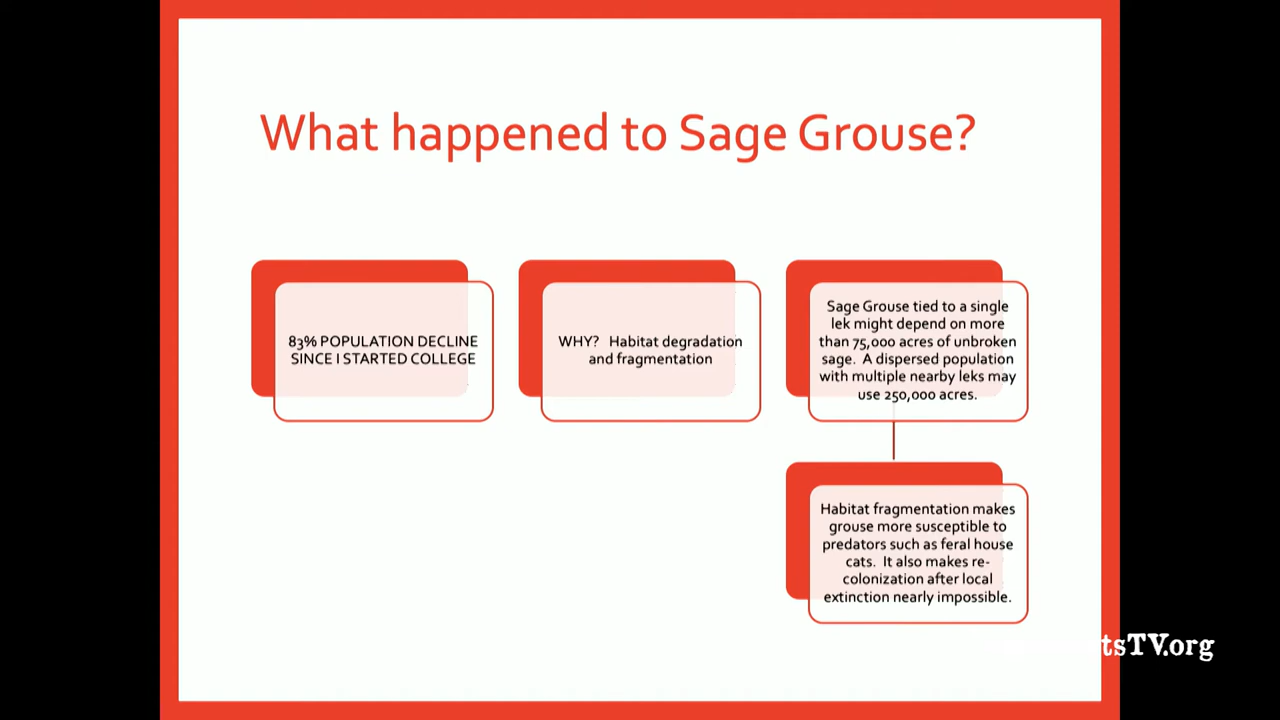 What happened to Sage Grouse?
83% POPULATION DECLINE
SINCE I STARTED COLLEGE
WHY? Habitat degradation
and fragmentation
Sage Grouse tied to a single
lek might depend on more
than 75,000 acres of unbroken
sage. A dispersed population
with multiple nearby leks may
use 250,000 acres.
Habitat fragmentation makes
grouse more susceptible to
predators such as feral house
cats. It also makes re-
colonization after local
extinction nearly impossible.
tsTV.org